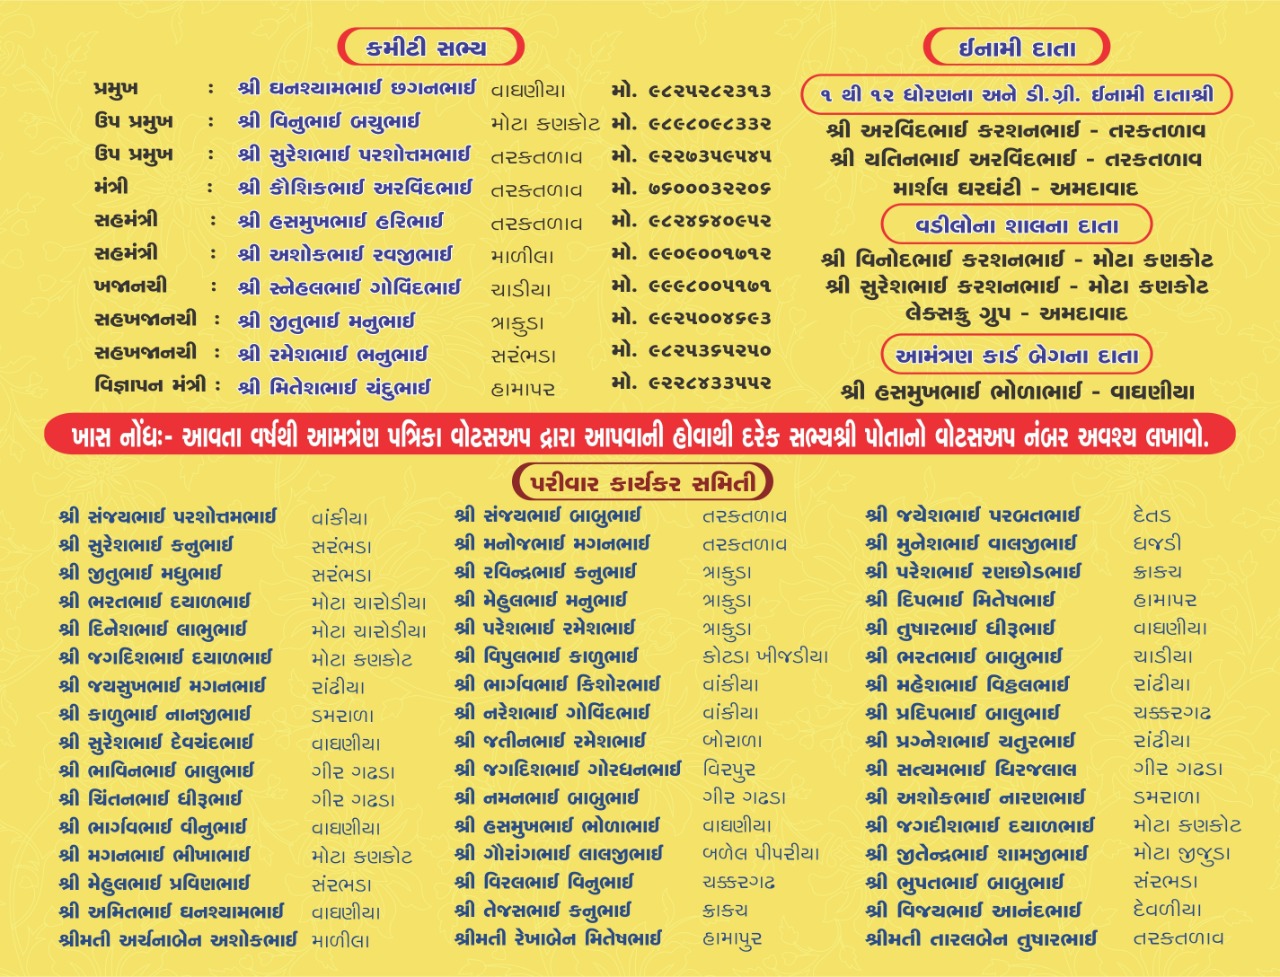 કમીટી સભ્ય
પ્રમુખ : શ્રી ઘનશ્યામભાઈ છગનભાઈ વાઘણીયા મો. ૯૮૨૫૨૮૨૩૧૩
ઉપ પ્રમુખ : શ્રી વિનુભાઈ બચુભાઈ મોટા કણકોટ મો. ૯૮૯૮૦૯૮૩૩૨
ઉપ પ્રમુખ : શ્રી સુરેશભાઈ પરશોત્તમભાઈ તરકતળાવ મો. ૯૨૨૭૩૫૯૫૪૫
મંત્રી : શ્રી કૌશિકભાઈ અરવિંદભાઈ તરકતળાવ મો. ૭૬૦૦૦૩૨૨૦૬
સહમંત્રી : શ્રી હસમુખભાઈ હરિભાઈ તરકતળાવ મો. ૯૮૨૪૬૪૦૯૫૨
સહમંત્રી : શ્રી અશોકભાઈ રવજીભાઈ માળીલા મો. ૯૯૦૯૦૦૧૭૧૨
ખજાનચી : શ્રી સ્નેહલભાઈ ગોવિંદભાઈ ચાડીયા મો. ૯૯૯૮૦૦૫૧૭૧
સહખજાનચી : શ્રી જીતુભાઈ મનુભાઈ ત્રાકુડા મો. ૯૯૨૫૦૦૪૬૯૩
સહખજાનચી : શ્રી રમેશભાઈ ભનુભાઈ સરંભડા મો. ૯૮૨૫૩૬૫૨૫૦
વિજ્ઞાપન મંત્રી : શ્રી મિતેશભાઈ ચંદુભાઈ હામાપર મો. ૯૨૨૮૪૩૩૫૫૨
ઈનામી દાતા
૧ થી ૧૨ ધોરણના અને ડી.ગ્રી. ઈનામી દાતાશ્રી
શ્રી અરવિંદભાઈ કરશનભાઈ - તરકતળાવ
શ્રી યતિનભાઈ અરવિંદભાઈ - તરકતળાવ
માર્શલ ઘરઘંટી - અમદાવાદ
વડીલોના શાલના દાતા
શ્રી વિનોદભાઈ કરશનભાઈ - મોટા કણકોટ
શ્રી સુરેશભાઈ કરશનભાઈ - મોટા કણકોટ
લેક્સક્રુ ગ્રુપ - અમદાવાદ
આમંત્રણ કાર્ડ બેગના દાતા
શ્રી હસમુખભાઈ ભોળાભાઈ - વાઘણીયા
ખાસ નોંધઃ- આવતા વર્ષથી આમત્રંણ પત્રિકા વોટસઅપ દ્રારા આપવાની હોવાથી દરેક સભ્યશ્રી પોતાનો વોટસઅપ નંબર અવશ્ય લખાવો.
પરીવાર કાર્યકર સમિતી
શ્રી સંજયભાઈ પરશોત્તમભાઈ વાંકીયા
શ્રી સુરેશભાઈ કનુભાઈ સરંભડા
શ્રી જીતુભાઈ મધુભાઈ સરંભડા
શ્રી ભરતભાઈ દયાળભાઈ મોટા ચારોડીયા
શ્રી દિનેશભાઈ લાભુભાઈ મોટા ચારોડીયા
શ્રી જગદિશભાઈ દયાળભાઈ મોટા કણકોટ
શ્રી જયસુખભાઈ મગનભાઈ રાંઢીયા
શ્રી કાળુભાઈ નાનજીભાઈ ડમરાળા
શ્રી સુરેશભાઈ દેવચંદભાઈ વાઘણીયા
શ્રી ભાવિનભાઈ બાલુભાઈ ગીર ગઢડા
શ્રી ચિંતનભાઈ ધીરૂભાઈ ગીર ગઢડા
શ્રી ભાર્ગવભાઈ વીનુભાઈ વાઘણીયા
શ્રી મગનભાઈ ભીખાભાઈ મોટા કણકોટ
શ્રી મેહુલભાઈ પ્રવિણભાઈ સંરભડા
શ્રી અમિતભાઈ ઘનશ્યામભાઈ વાઘણીયા
શ્રીમતી અર્ચનાબેન અશોકભાઈ માળીલા
શ્રી સંજયભાઈ બાબુભાઈ તરકતળાવ
શ્રી મનોજભાઈ મગનભાઈ તરકતળાવ
શ્રી રવિન્દ્રભાઈ કનુભાઈ ત્રાકુડા
શ્રી મેહુલભાઈ મનુભાઈ ત્રાકુડા
શ્રી પરેશભાઈ રમેશભાઈ ત્રાકુડા
શ્રી વિપુલભાઈ કાળુભાઈ કોટડા ખીજડીયા
શ્રી ભાર્ગવભાઈ કિશોરભાઈ વાંકીયા
શ્રી નરેશભાઈ ગોવિંદભાઈ વાંકીયા
શ્રી જતીનભાઈ રમેશભાઈ બોરાળા
શ્રી જગદિશભાઈ ગોરધનભાઈ વિરપુર
શ્રી નમનભાઈ બાબુભાઈ ગીર ગઢડા
શ્રી હસમુખભાઈ ભોળાભાઈ વાઘણીયા
શ્રી ગૌરાંગભાઈ લાલજીભાઈ બળેલ પીપરીયા
શ્રી વિરલભાઈ વિનુભાઈ ચક્કરગઢ
શ્રી તેજસભાઈ કનુભાઈ ક્રાકચ
શ્રીમતી રેખાબેન મિતેષભાઈ હામાપુર
શ્રી જયેશભાઈ પરબતભાઈ દેતડ
શ્રી મુનેશભાઈ વાલજીભાઈ ઘજડી
શ્રી પરેશભાઈ રણછોડભાઈ ક્રાકચ
શ્રી દિપભાઈ મિતેષભાઈ હામાપર
શ્રી તુષારભાઈ ધીરૂભાઈ વાઘણીયા
શ્રી ભરતભાઈ બાબુભાઈ ચાડીયા
શ્રી મહેશભાઈ વિઠ્ઠલભાઈ રાંઢીયા
શ્રી પ્રદિપભાઈ બાલુભાઈ ચક્કરગઢ
શ્રી પ્રગ્નેશભાઈ ચતુરભાઈ રાંઢીયા
શ્રી સત્યમભાઈ ધિરજલાલ ગીર ગઢડા
શ્રી અશોકભાઈ નારણભાઈ ડમરાળા
શ્રી જગદીશભાઈ દયાળભાઈ મોટા કણકોટ
શ્રી જીતેન્દ્રભાઈ શામજીભાઈ મોટા જીજુડા
શ્રી ભુપતભાઈ બાબુભાઈ સંરભડા
શ્રી વિજયભાઈ આનંદભાઈ દેવળીયા
શ્રીમતી તારલબેન તુષારભાઈ તરકતળાવ